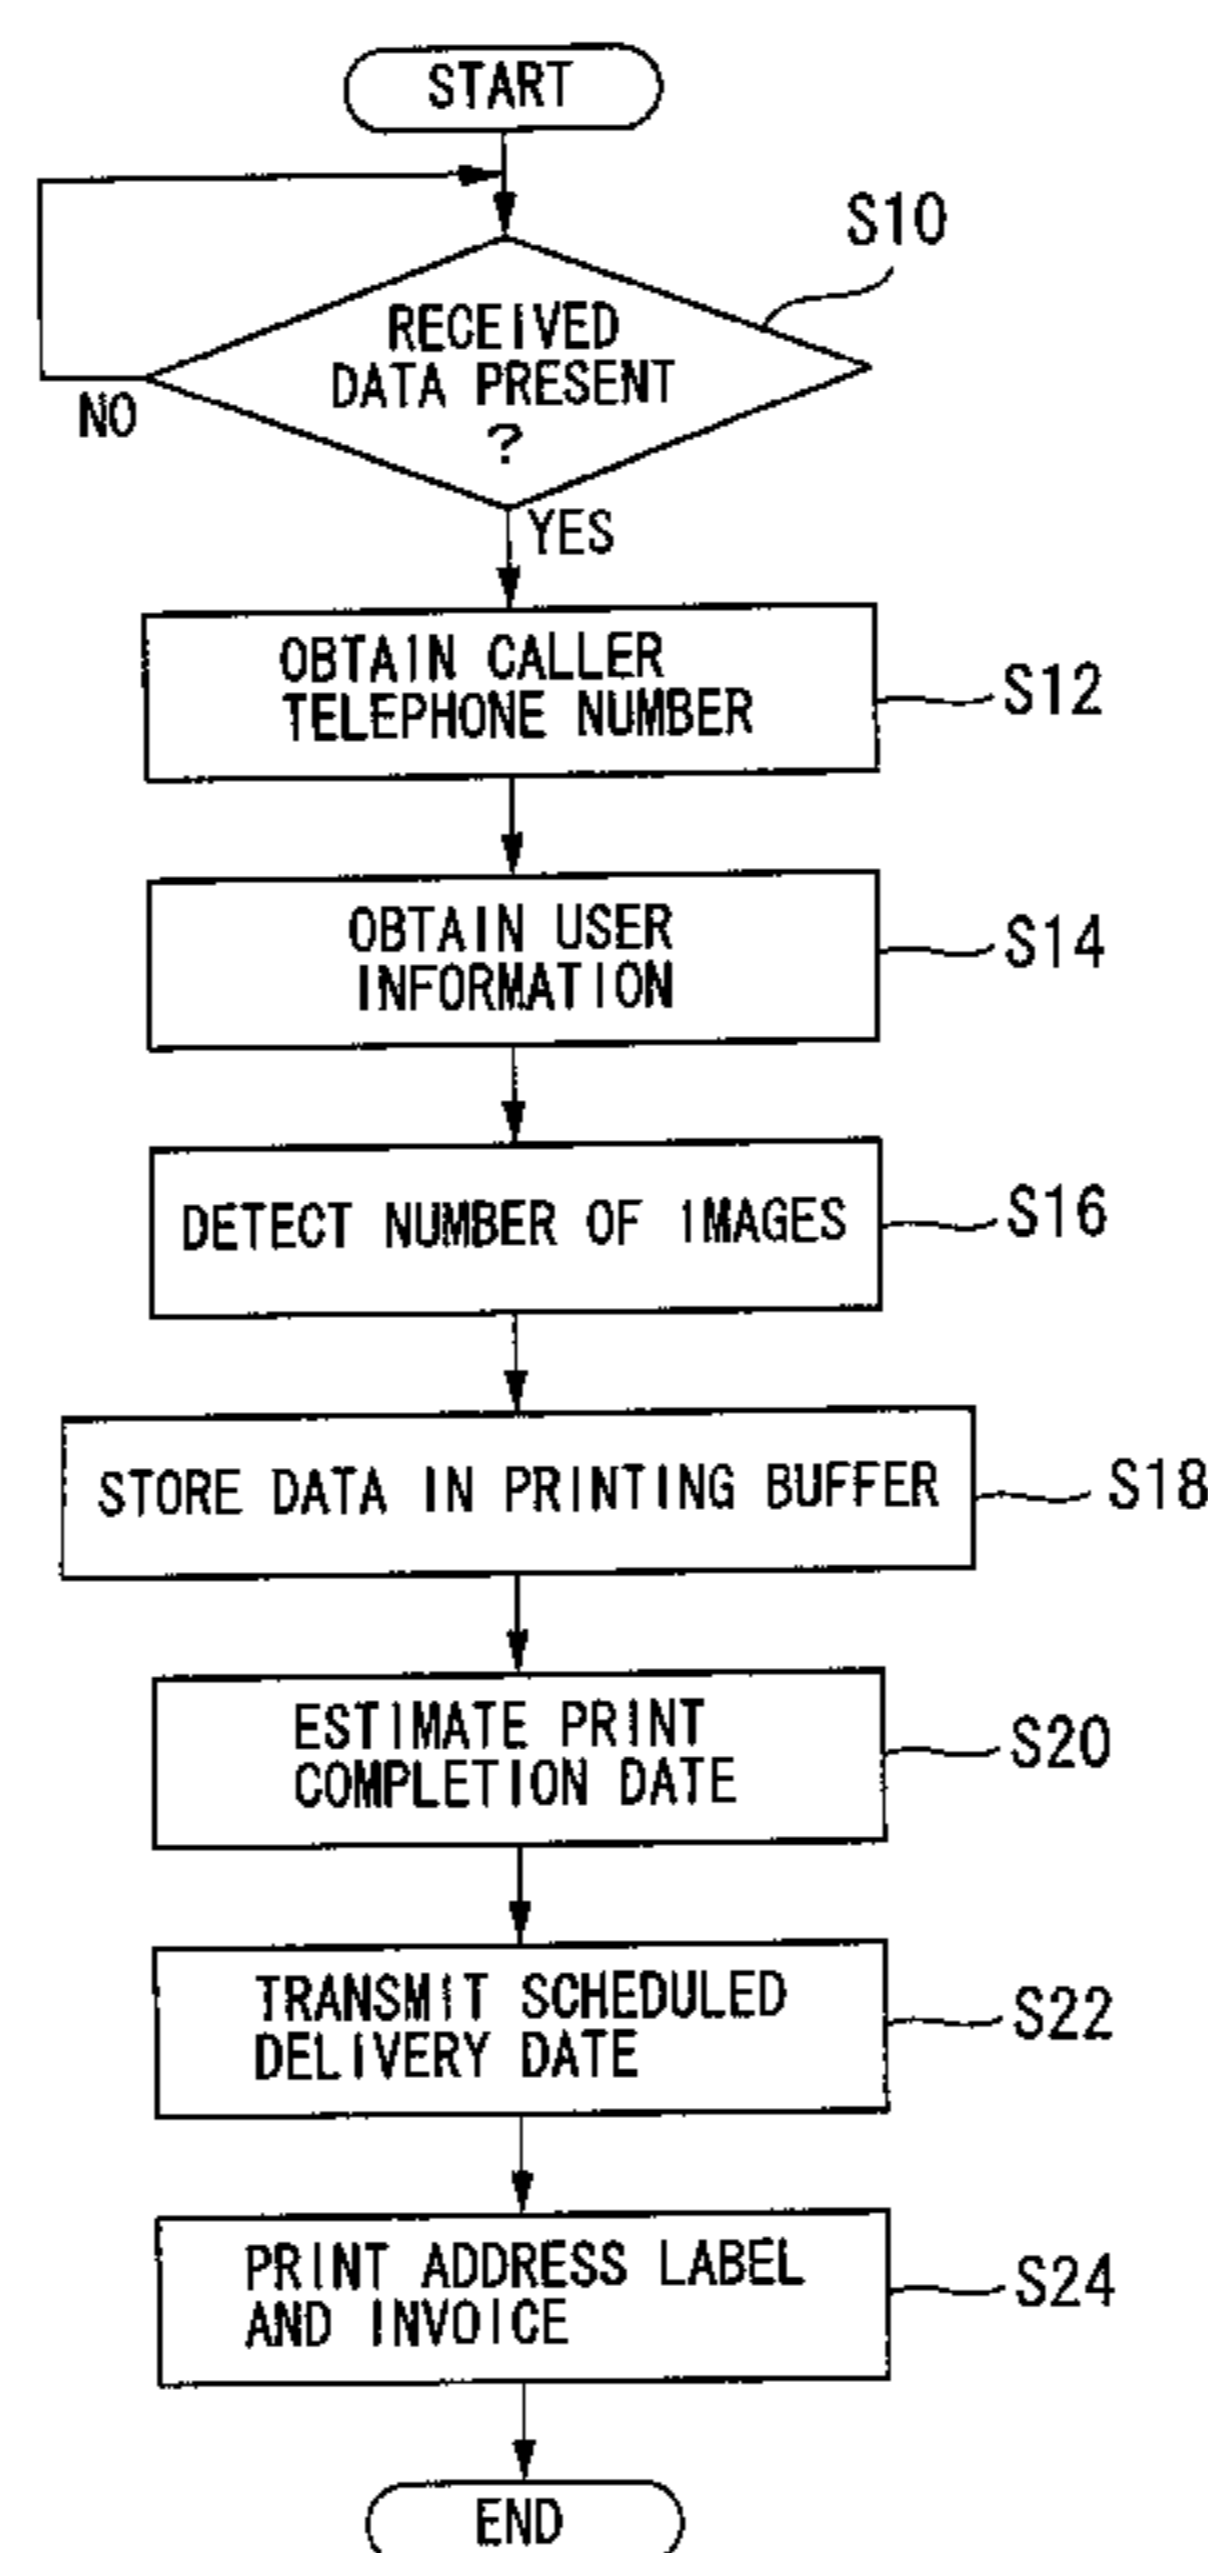 START
S10
RECEIVED
DATA PRESENT
?
NO
YES
OBTAIN CALLER
TELEPHONE NUMBER
S12
OBTAIN USER
INFORMATION
S14
DETECT NUMBER OF IMAGES
S16
STORE DATA IN PRINTING BUFFER
S18
ESTIMATE PRINT
COMPLETION DATE
S20
TRANSMIT SCHEDULED
DELIVERY DATE
S22
PRINT ADDRESS LABEL
AND INVOICE
S24
END